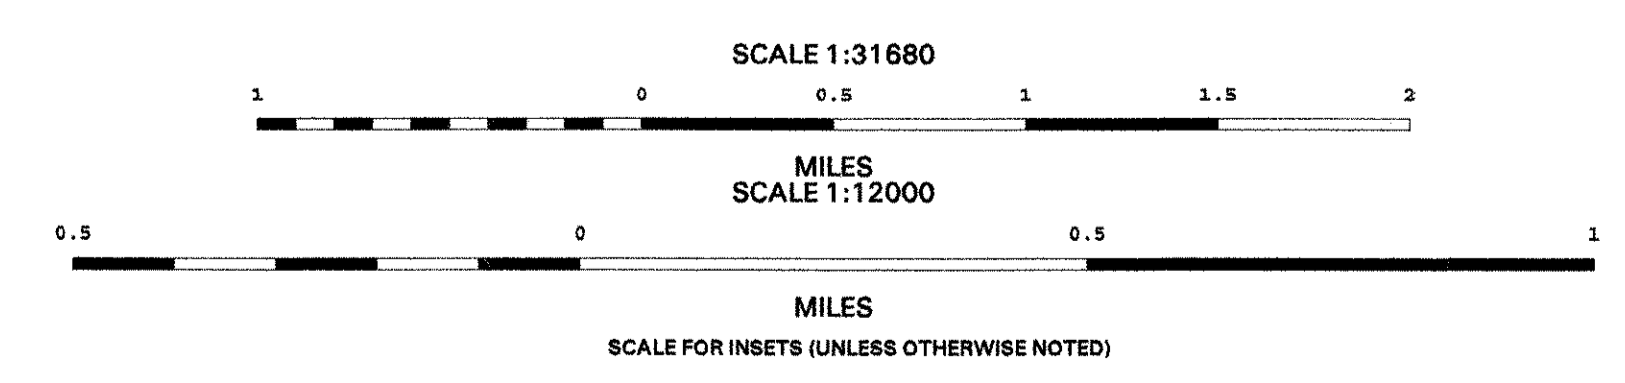 SCALE 1:31680
1 0 0.5 1 1.5 2
MILES
SCALE 1:12000
0.5 0 0.5 1
MILES
SCALE FOR INSETS (UNLESS OTHERWISE NOTED)